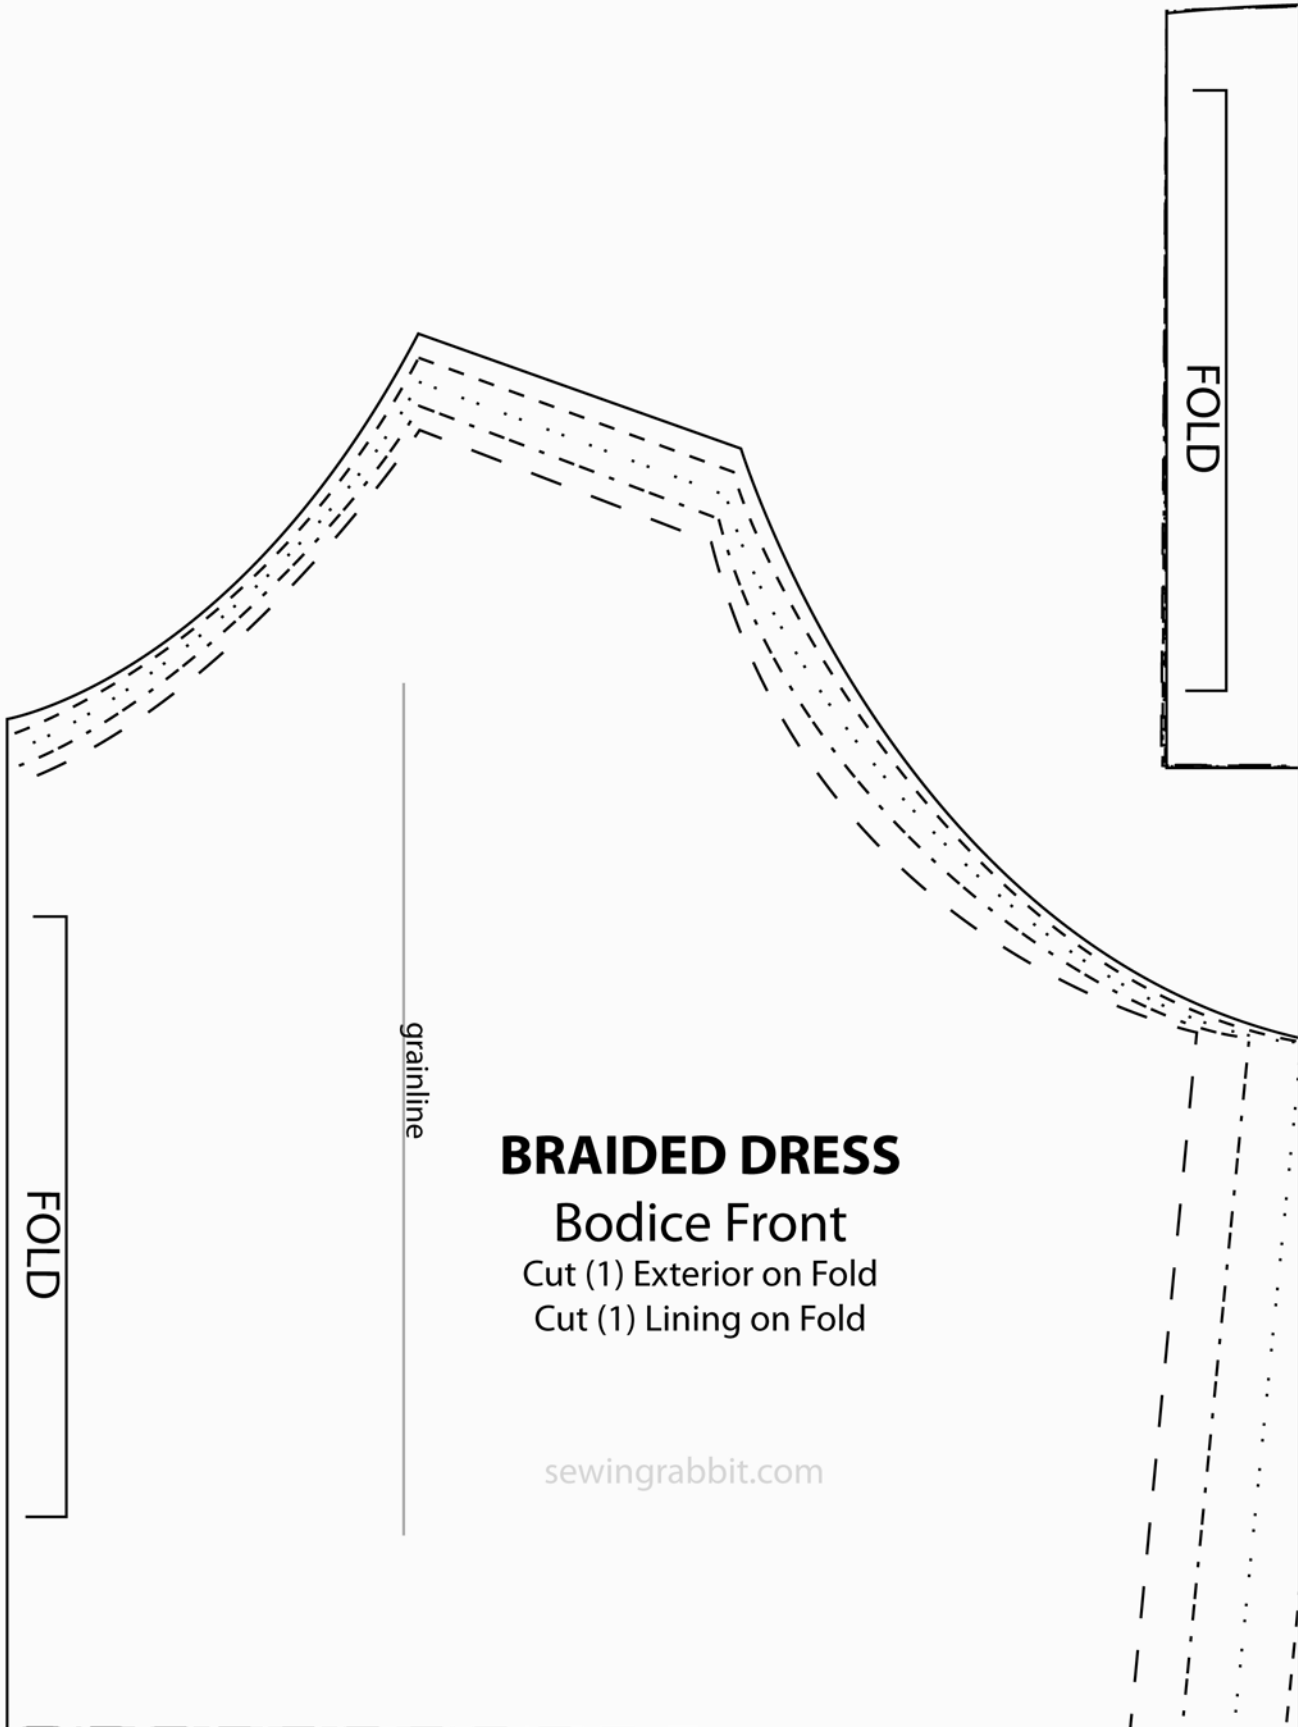 FOLD
grainline
BRAIDED DRESS
Bodice Front
Cut (1) Exterior on Fold
Cut (1) Lining on Fold
FOLD
sewingrabbit.com